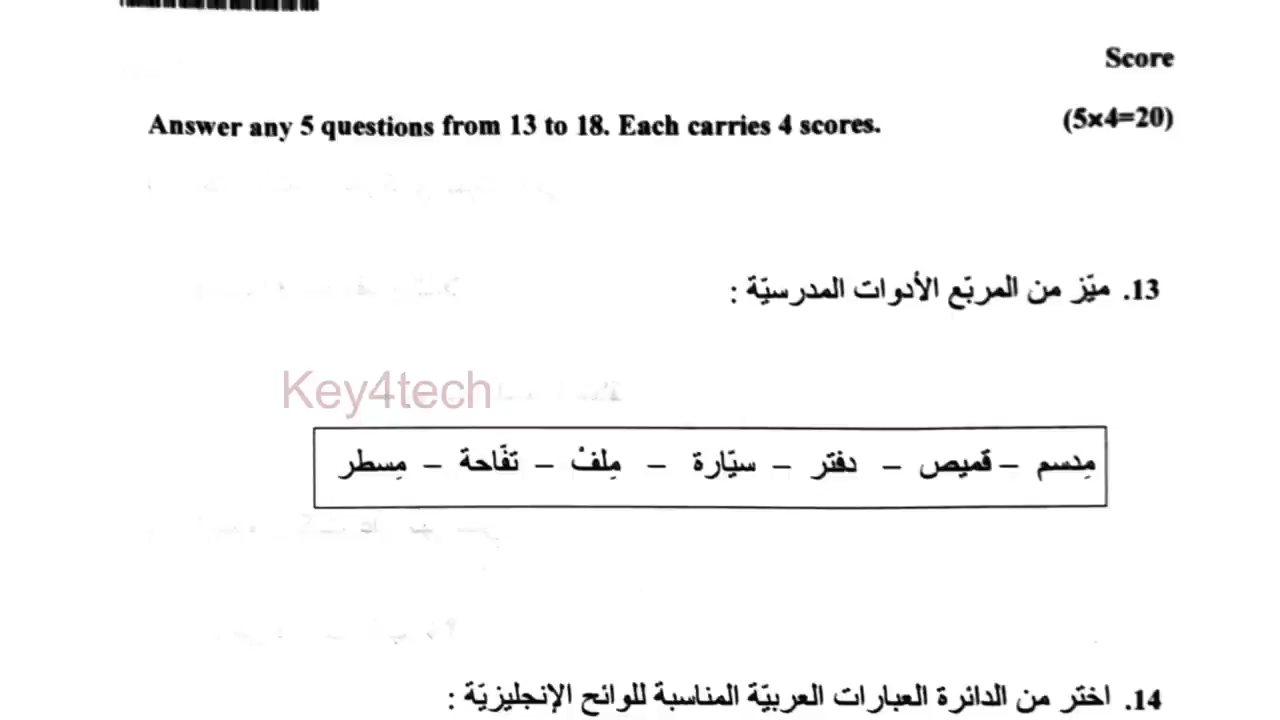 Score
Answer any 5 questions from 13 to 18. Each carries 4 scores. (5×4=20)
13. ميّز من المربّع الأدوات المدرسيّة :
Key4tech
مِدسم – قميص – دفتر – سيّارة – مِلفْ – تفّاحة – مِسطر
14. اختر من الدائرة العبارات العربيّة المناسبة للوائح الإنجليزيّة :